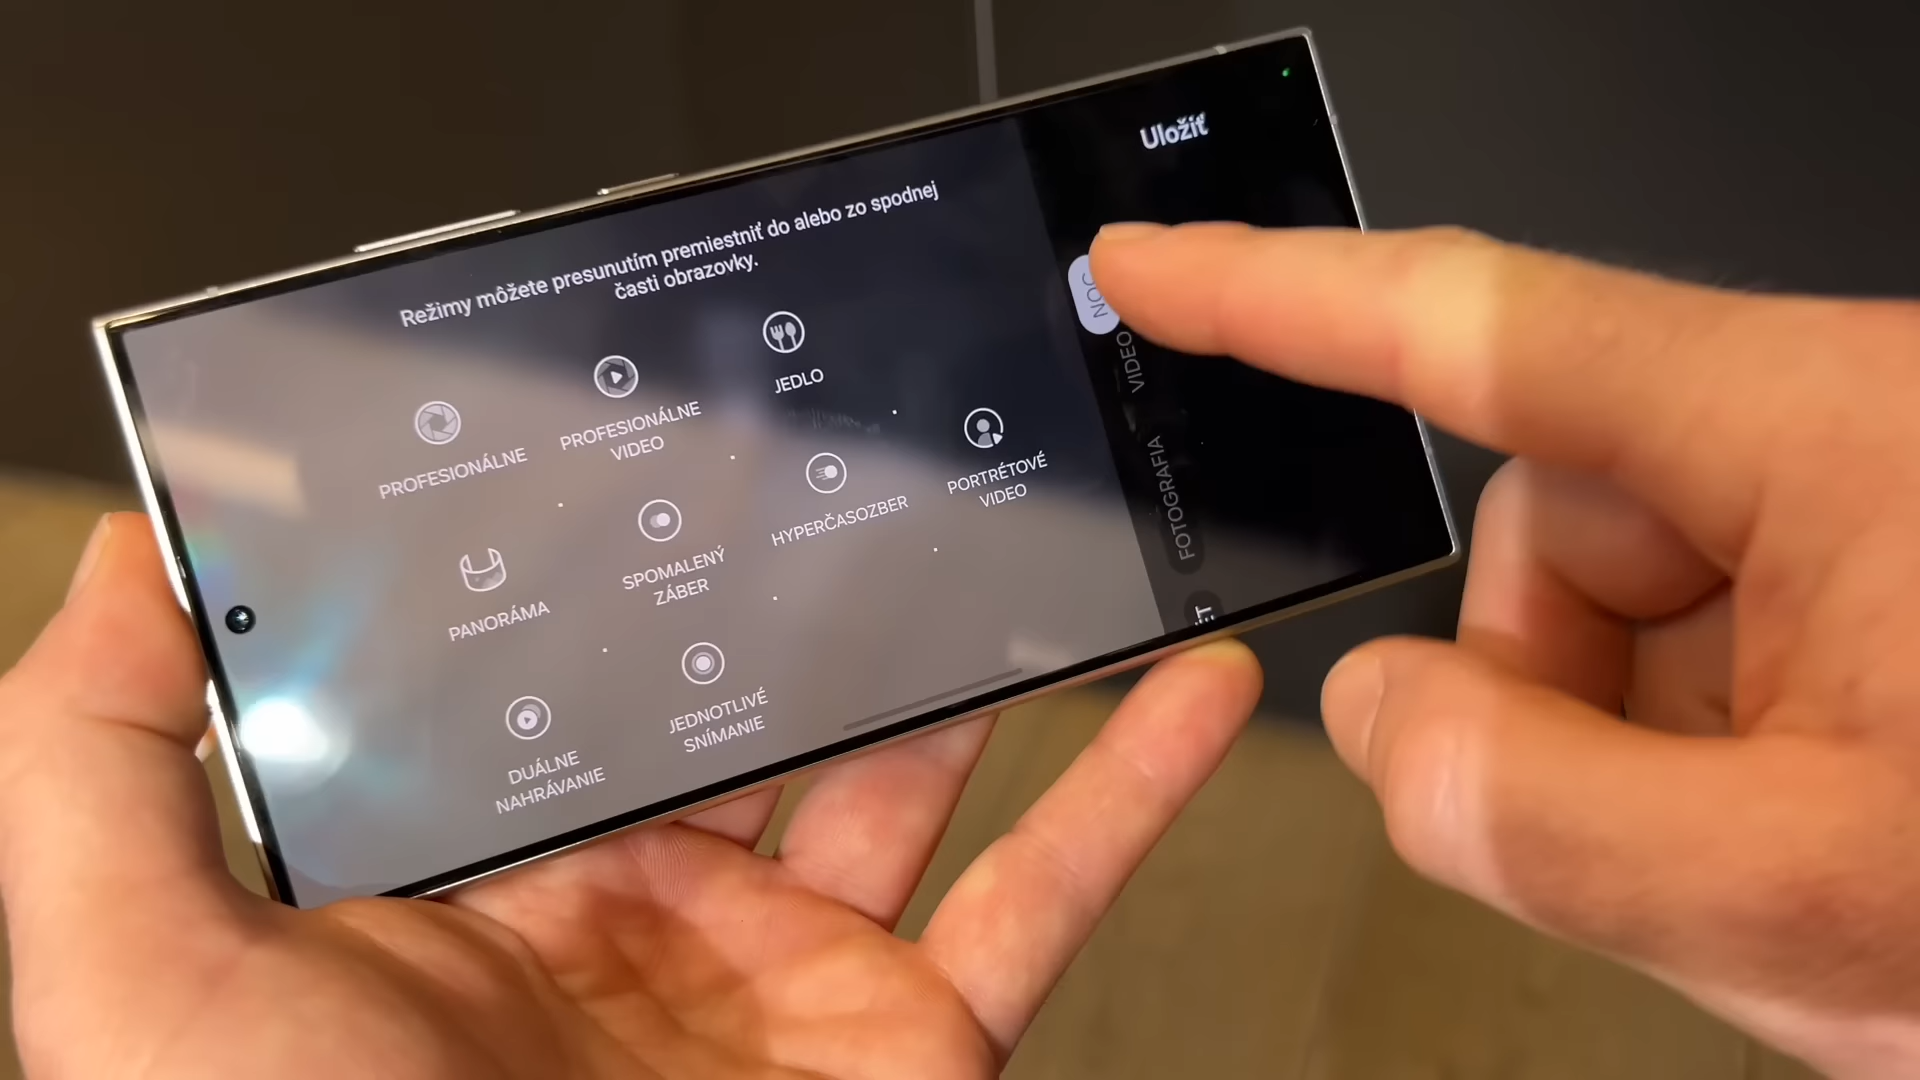 Uložiť
Režimy môžete presunutím premiestniť do alebo zo spodnej
časti obrazovky.
PROFESIONÁLNE
PROFESIONÁLNE
VIDEO
JEDLO
PANORÁMA
SPOMALENÝ
ZÁBER
HYPERČASOZBER
PORTRÉTOVÉ
VIDEO
DUÁLNE
NAHRÁVANIE
JEDNOTLIVÉ
SNÍMANIE
NOC
VIDEO
FOTOGRAFIA